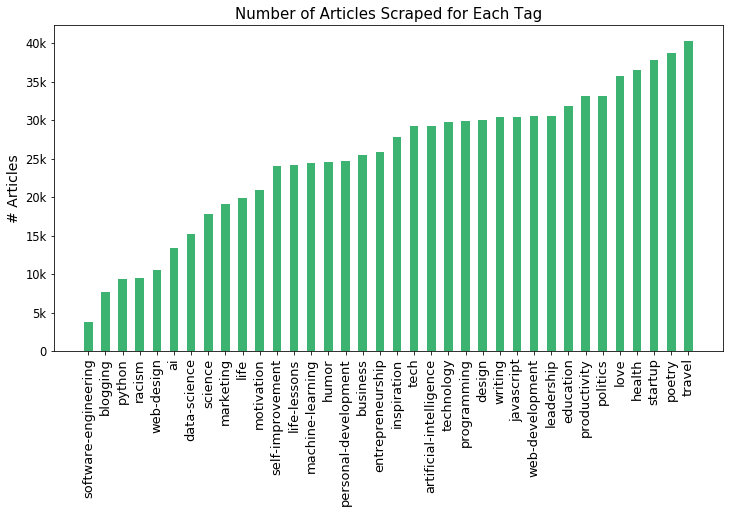 Number of Articles Scraped for Each Tag
# Articles
40k
35k
30k
25k
20k
15k
10k
5k
0
software-engineering
blogging
python
racism
web-design
ai
data-science
science
marketing
life
motivation
self-improvement
life-lessons
machine-learning
humor
personal-development
business
entrepreneurship
inspiration
tech
artificial-intelligence
technology
programming
design
writing
javascript
web-development
leadership
education
productivity
politics
love
health
startup
poetry
travel